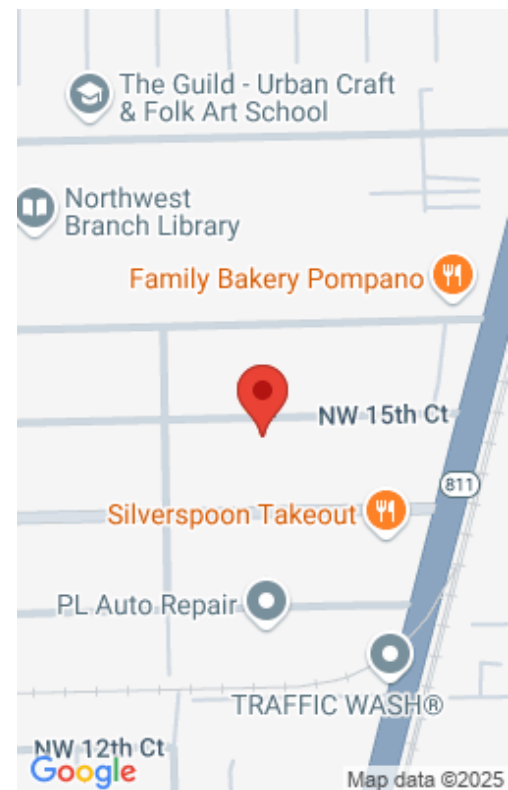 The Guild - Urban Craft
& Folk Art School
Northwest
Branch Library
Family Bakery Pompano
NW 15th Ct
811
Silverspoon Takeout
PL Auto Repair
TRAFFIC WASH®
NW 12th Ct
Google
Map data ©2025